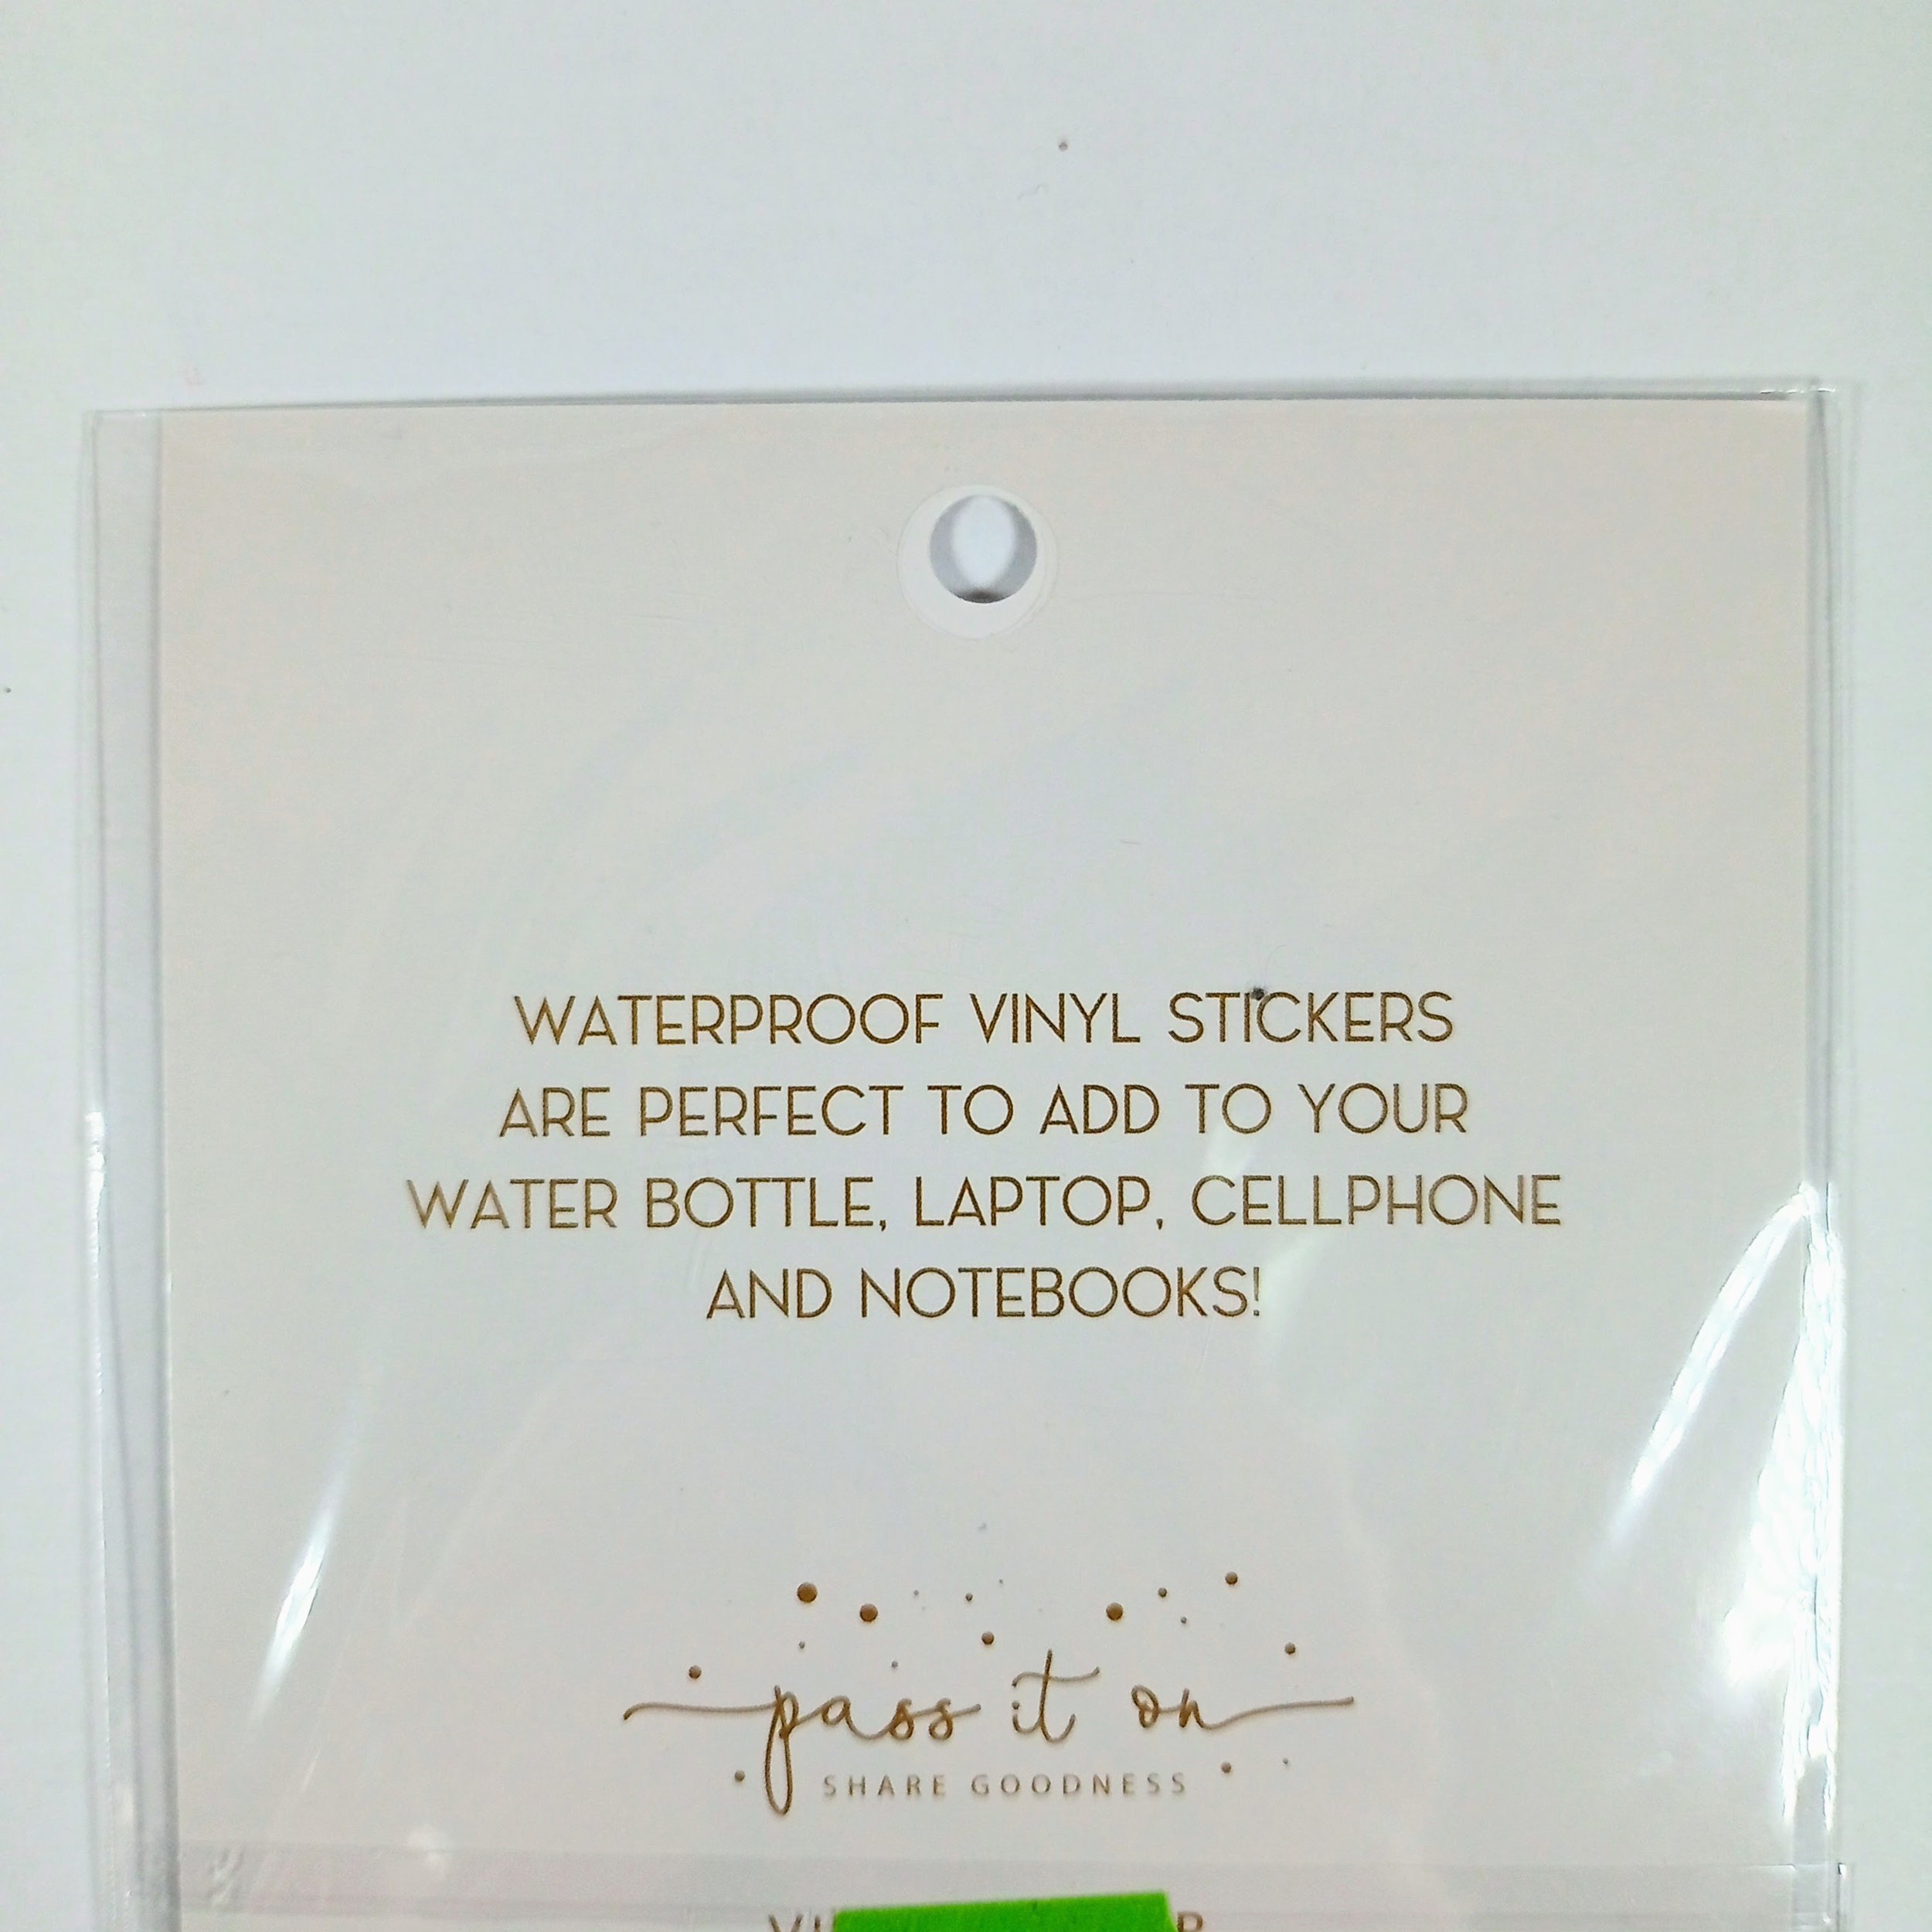 WATERPROOF VINYL STICKERS
ARE PERFECT TO ADD TO YOUR
WATER BOTTLE, LAPTOP, CELLPHONE
AND NOTEBOOKS!
pass it on
SHARE GOODNESS